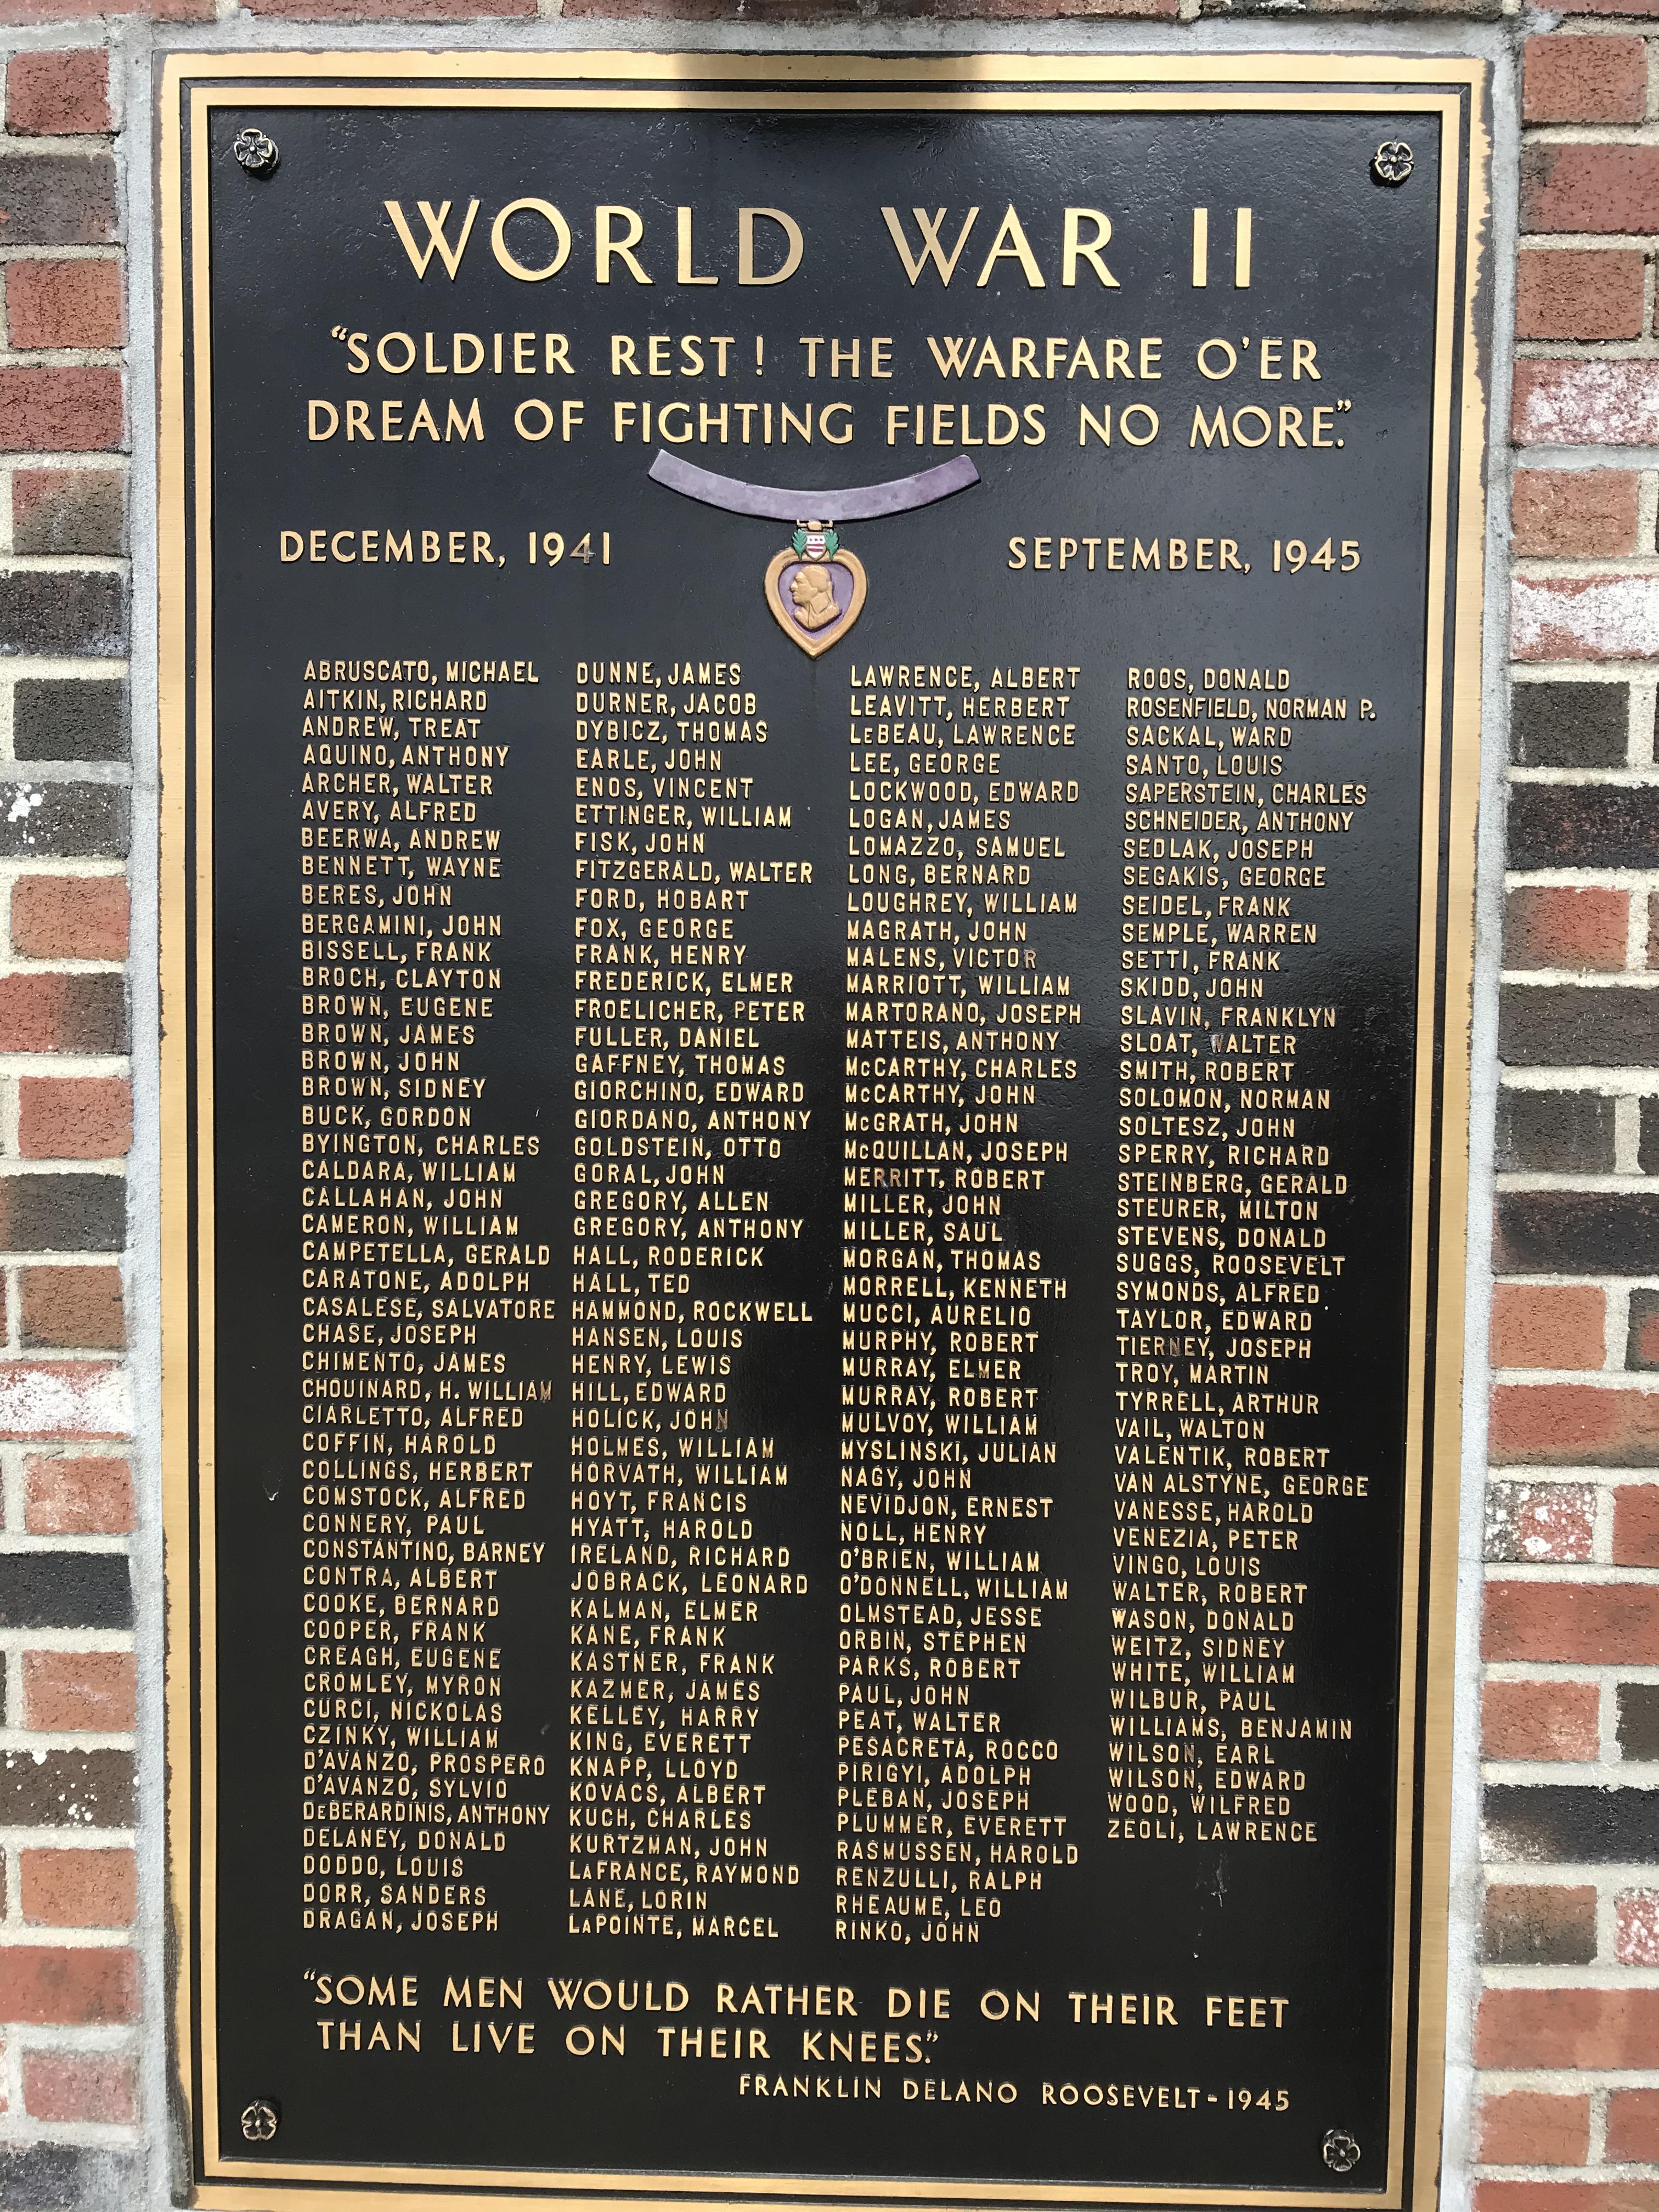 WORLD WAR II
"SOLDIER REST! THE WARFARE O'ER
DREAM OF FIGHTING FIELDS NO MORE."
DECEMBER, 1941
SEPTEMBER, 1945
ABRUSCATO, MICHAEL
AITKIN, RICHARD
ANDREW, TREAT
AQUINO, ANTHONY
ARCHER, WALTER
AVERY, ALFRED
BEERWA, ANDREW
BENNETT, WAYNE
BERES, JOHN
BERGAMINI, JOHN
BISSELL, FRANK
BROCH, CLAYTON
BROWN, EUGENE
BROWN, JAMES
BROWN, JOHN
BROWN, SIDNEY
BUCK, GORDON
BYINGTON, CHARLES
CALDARA, WILLIAM
CALLAHAN, JOHN
CAMERON, WILLIAM
CAMPETELLA, GERALD
CARATONE, ADOLPH
CASALESE, SALVATORE
CHASE, JOSEPH
CHIMENTO, JAMES
CHOUINARD, H. WILLIAM
CIARLETTO, ALFRED
COFFIN, HAROLD
COLLINGS, HERBERT
COMSTOCK, ALFRED
CONNERY, PAUL
CONSTANTINO, BARNEY
CONTRA, ALBERT
COOKE, BERNARD
COOPER, FRANK
CREAGH, EUGENE
CROMLEY, MYRON
CURCI, NICKOLAS
CZINKY, WILLIAM
D'AVANZO, PROSPERO
D'AVANZO, SYLVIO
DeBERARDINIS, ANTHONY
DELANEY, DONALD
DODDO, LOUIS
DORR, SANDERS
DRAGAN, JOSEPH
DUNNE, JAMES
DURNER, JACOB
DYBICZ, THOMAS
EARLE, JOHN
ENOS, VINCENT
ETTINGER, WILLIAM
FISK, JOHN
FITZGERALD, WALTER
FORD, HOBART
FOX, GEORGE
FRANK, HENRY
FREDERICK, ELMER
FROELICHER, PETER
FULLER, DANIEL
GAFFNEY, THOMAS
GIORCHINO, EDWARD
GIORDANO, ANTHONY
GOLDSTEIN, OTTO
GORAL, JOHN
GREGORY, ALLEN
GREGORY, ANTHONY
HALL, RODERICK
HALL, TED
HAMMOND, ROCKWELL
HANSEN, LOUIS
HENRY, LEWIS
HILL, EDWARD
HOLICK, JOHN
HOLMES, WILLIAM
HORVATH, WILLIAM
HOYT, FRANCIS
HYATT, HAROLD
IRELAND, RICHARD
JOBRACK, LEONARD
KALMAN, ELMER
KANE, FRANK
KASTNER, FRANK
KAZMER, JAMES
KELLEY, HARRY
KING, EVERETT
KNAPP, LLOYD
KOVACS, ALBERT
KUCH, CHARLES
KURTZMAN, JOHN
LaFRANCE, RAYMOND
LANE, LORIN
LaPOINTE, MARCEL
LAWRENCE, ALBERT
LEAVITT, HERBERT
LeBEAU, LAWRENCE
LEE, GEORGE
LOCKWOOD, EDWARD
LOGAN, JAMES
LOMAZZO, SAMUEL
LONG, BERNARD
LOUGHREY, WILLIAM
MAGRATH, JOHN
MALENS, VICTOR
MARRIOTT, WILLIAM
MARTORANO, JOSEPH
MATTEIS, ANTHONY
McCARTHY, CHARLES
McCARTHY, JOHN
McGRATH, JOHN
McQUILLAN, JOSEPH
MERRITT, ROBERT
MILLER, JOHN
MILLER, SAUL
MORGAN, THOMAS
MORRELL, KENNETH
MUCCI, AURELIO
MURPHY, ROBERT
MURRAY, ELMER
MURRAY, ROBERT
MULVOY, WILLIAM
MYSLINSKI, JULIAN
NAGY, JOHN
NEVIDJON, ERNEST
NOLL, HENRY
O'BRIEN, WILLIAM
O'DONNELL, WILLIAM
OLMSTEAD, JESSE
ORBIN, STEPHEN
PARKS, ROBERT
PAUL, JOHN
PEAT, WALTER
PESACRETA, ROCCO
PIRIGYI, ADOLPH
PLEBAN, JOSEPH
PLUMMER, EVERETT
RASMUSSEN, HAROLD
RENZULLI, RALPH
RHEAUME, LEO
RINKO, JOHN
ROOS, DONALD
ROSENFIELD, NORMAN P.
SACKAL, WARD
SANTO, LOUIS
SAPERSTEIN, CHARLES
SCHNEIDER, ANTHONY
SEDLAK, JOSEPH
SEGAKIS, GEORGE
SEIDEL, FRANK
SEMPLE, WARREN
SETTI, FRANK
SKIDD, JOHN
SLAVIN, FRANKLYN
SLOAT, WALTER
SMITH, ROBERT
SOLOMON, NORMAN
SOLTESZ, JOHN
SPERRY, RICHARD
STEINBERG, GERALD
STEURER, MILTON
STEVENS, DONALD
SUGGS, ROOSEVELT
SYMONDS, ALFRED
TAYLOR, EDWARD
TIERNEY, JOSEPH
TROY, MARTIN
TYRRELL, ARTHUR
VAIL, WALTON
VALENTIK, ROBERT
VAN ALSTYNE, GEORGE
VANESSE, HAROLD
VENEZIA, PETER
VINGO, LOUIS
WALTER, ROBERT
WASON, DONALD
WEITZ, SIDNEY
WHITE, WILLIAM
WILBUR, PAUL
WILLIAMS, BENJAMIN
WILSON, EARL
WILSON, EDWARD
WOOD, WILFRED
ZEOLI, LAWRENCE
"SOME MEN WOULD RATHER DIE ON THEIR FEET
THAN LIVE ON THEIR KNEES."
FRANKLIN DELANO ROOSEVELT - 1945